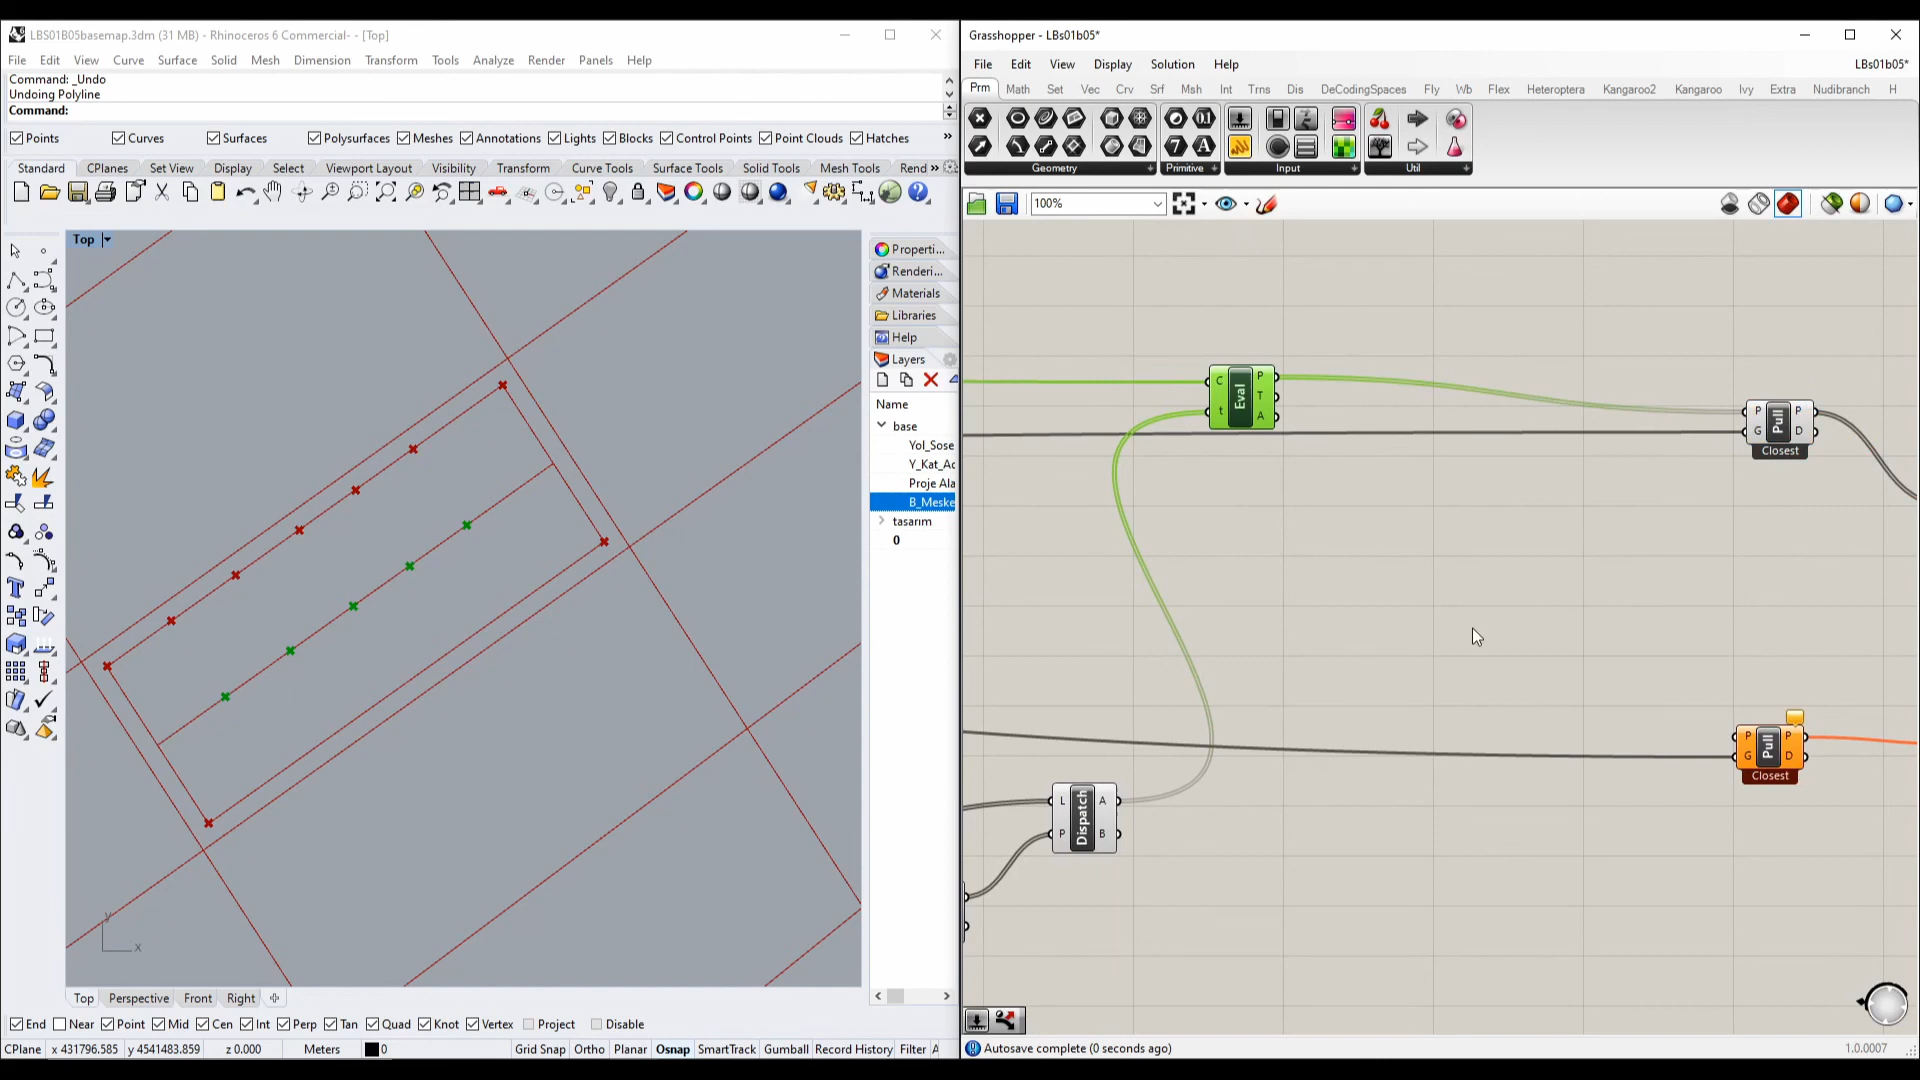 LBS01B05basemap.3dm (31 MB) - Rhinoceros 6 Commercial- - [Top]
File Edit View Curve Surface Solid Mesh Dimension Transform Tools Analyze Render Panels Help
Command: _Undo
Undoing Polyline
Command:
Points Curves Surfaces Polysurfaces Meshes Annotations Lights Blocks Control Points Point Clouds Hatches »
Standard CPlanes Set View Display Select Viewport Layout Visibility Transform Curve Tools Surface Tools Solid Tools Mesh Tools Rend »
Top
y
x
Properti...
Renderi...
Materials
Libraries
Help
Layers
Name
base
Yol_Sose
Y_Kat_Ac
Proje Ala
B_Meske
tasarım
0
Top Perspective Front Right
End Near Point Mid Cen Int Perp Tan Quad Knot Vertex Project Disable
CPlane x 431796.585 y 4541483.859 z 0.000 Meters 0 Grid Snap Ortho Planar Osnap SmartTrack Gumball Record History Filter A
Grasshopper - LBs01b05*
File Edit View Display Solution Help LBs01b05*
Prm Math Set Vec Crv Srf Msh Int Trns Dis DeCodingSpaces Fly Wb Flex Heteroptera Kangaroo2 Kangaroo Ivy Extra Nudibranch H
Geometry Primitive Input Util
100%
C t Eval P T A
P G Pull P D
Closest
P G Pull P D
Closest
L P Dispatch A B
Autosave complete (0 seconds ago)
1.0.0007